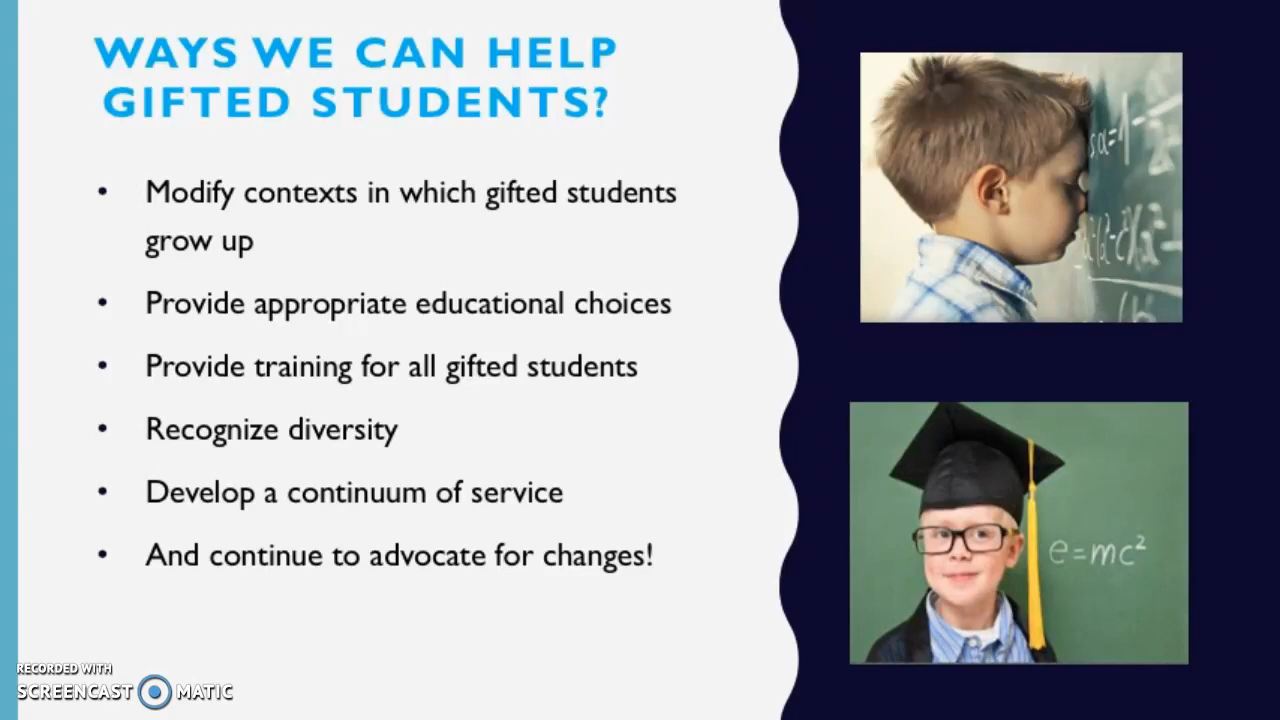 WAYS WE CAN HELP
GIFTED STUDENTS?
• Modify contexts in which gifted students
grow up
• Provide appropriate educational choices
• Provide training for all gifted students
• Recognize diversity
• Develop a continuum of service
• And continue to advocate for changes!
e=mc²
RECORDED WITH
SCREENCAST MATIC